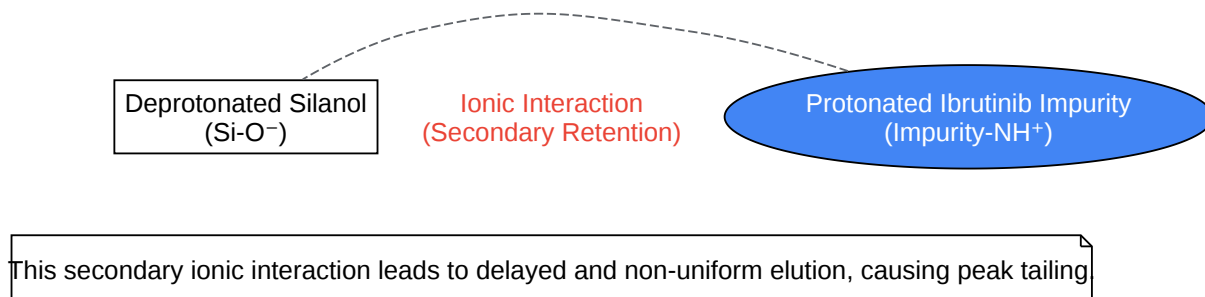 Deprotonated Silanol
(Si-O⁻)
Ionic Interaction
(Secondary Retention)
Protonated Ibrutinib Impurity
(Impurity-NH⁺)
This secondary ionic interaction leads to delayed and non-uniform elution, causing peak tailing.